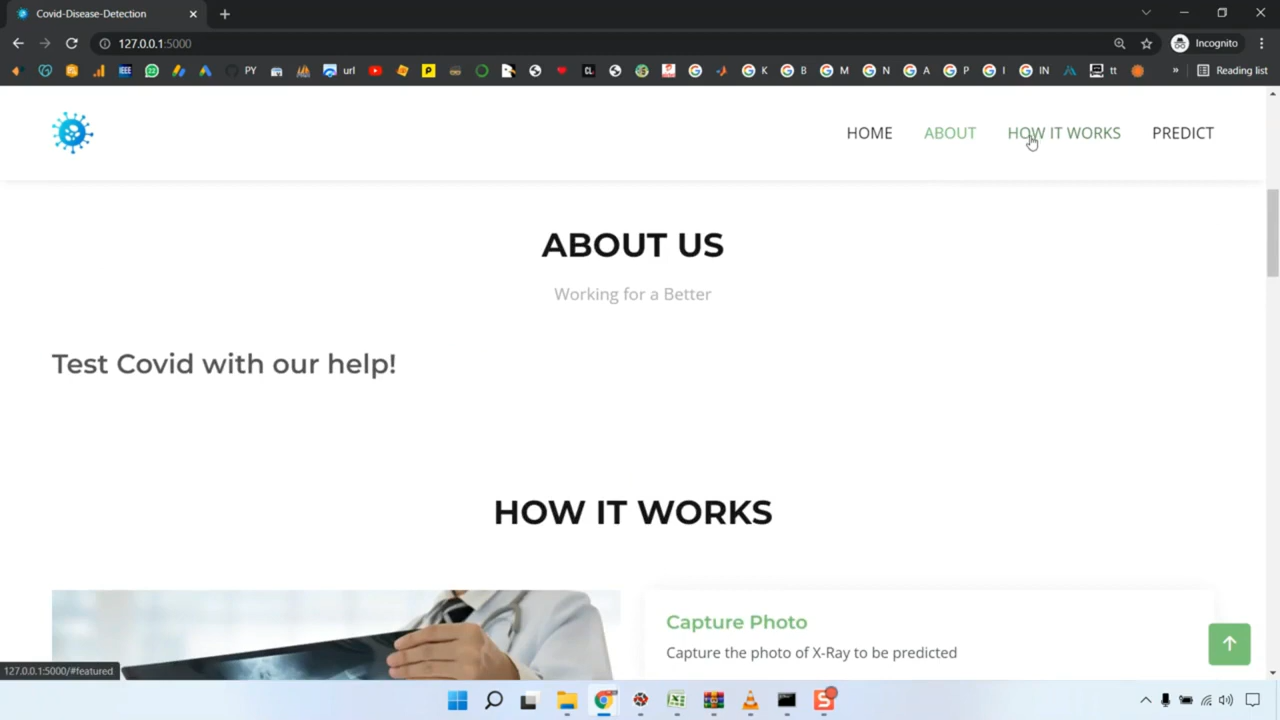 Covid-Disease-Detection
127.0.0.1:5000
Incognito
IEEE
PY
url
P
CL
K
B
M
N
A
P
I
IN
tt
»
Reading list
HOME
ABOUT
HOW IT WORKS
PREDICT
ABOUT US
Working for a Better
Test Covid with our help!
HOW IT WORKS
Capture Photo
Capture the photo of X-Ray to be predicted
127.0.0.1:5000/#featured